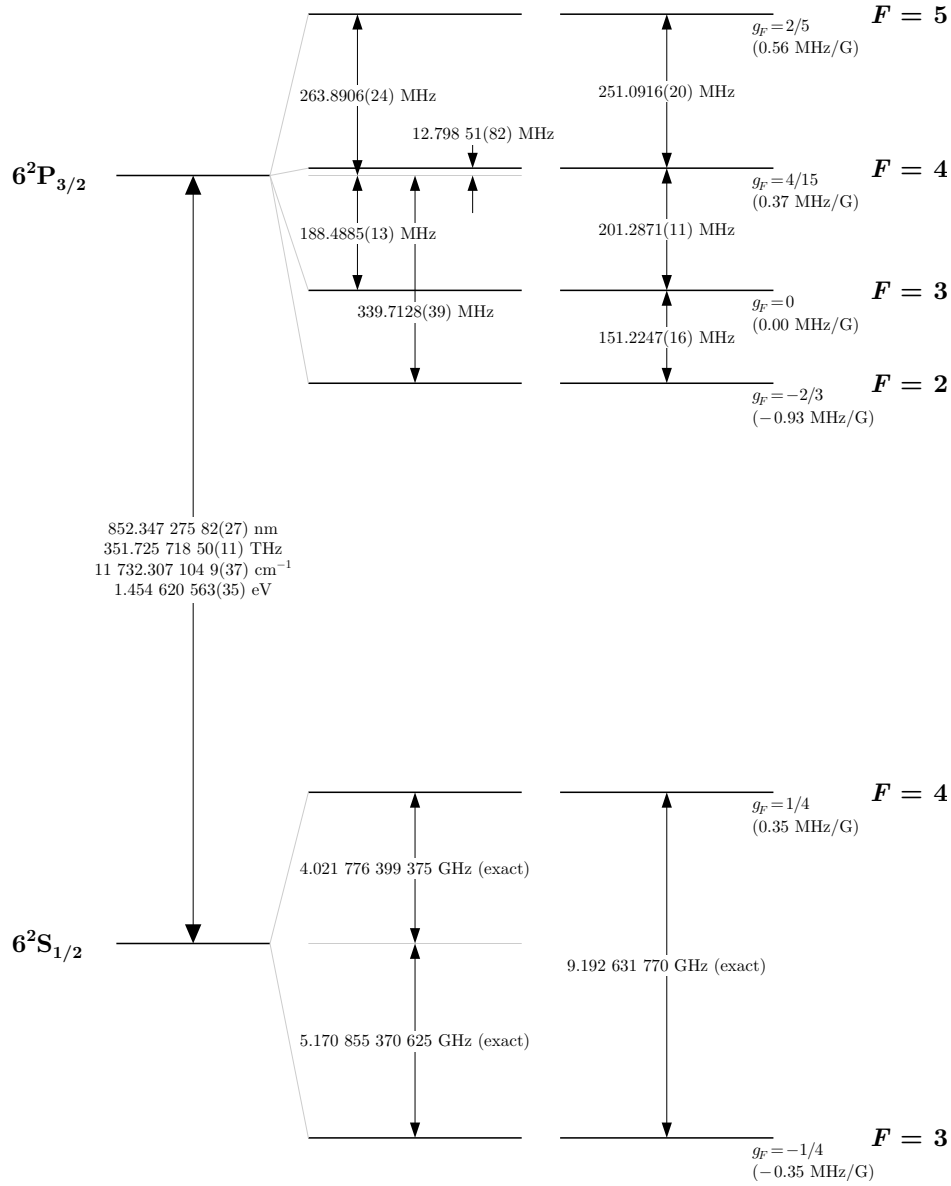 F = 5
g_F = 2/5
(0.56 MHz/G)
263.8906(24) MHz
251.0916(20) MHz
12.798 51(82) MHz
6²P₃/₂
F = 4
g_F = 4/15
(0.37 MHz/G)
188.4885(13) MHz
201.2871(11) MHz
F = 3
g_F = 0
(0.00 MHz/G)
339.7128(39) MHz
151.2247(16) MHz
F = 2
g_F = −2/3
(−0.93 MHz/G)
852.347 275 82(27) nm
351.725 718 50(11) THz
11 732.307 104 9(37) cm⁻¹
1.454 620 563(35) eV
F = 4
g_F = 1/4
(0.35 MHz/G)
4.021 776 399 375 GHz (exact)
6²S₁/₂
9.192 631 770 GHz (exact)
5.170 855 370 625 GHz (exact)
F = 3
g_F = −1/4
(−0.35 MHz/G)